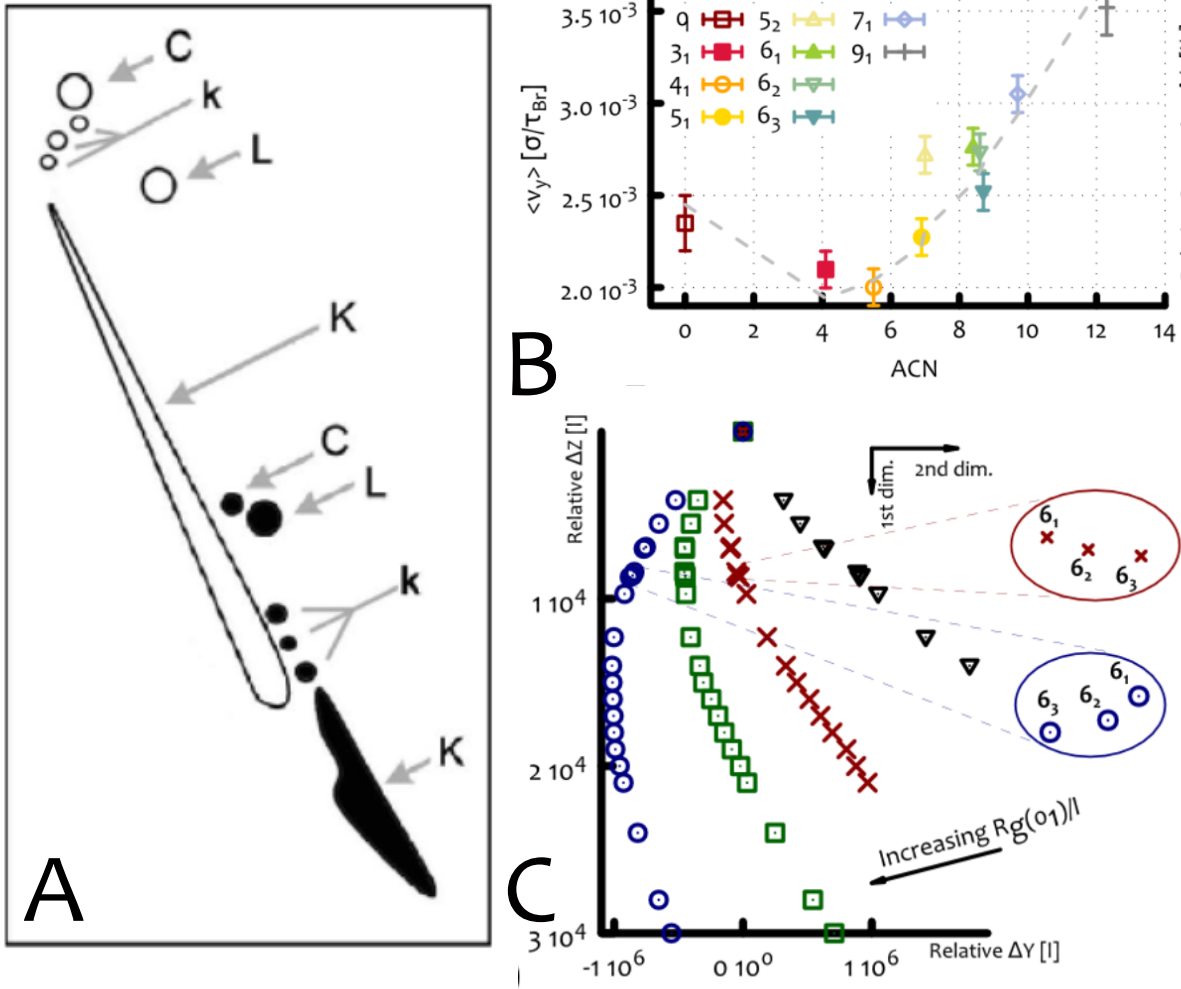 C
k
L
K
C
L
k
K
A
3.5 10⁻³
3.0 10⁻³
2.5 10⁻³
2.0 10⁻³
<vy> [σ/τBr]
0 2 4 6 8 10 12 14
ACN
3₁
4₁
5₁
5₂
6₁
6₂
6₃
7₁
9₁
B
Relative ΔZ [l]
1 10⁴
2 10⁴
3 10⁴
1st dim.
2nd dim.
6₁
6₂
6₃
6₁
6₂
6₃
Increasing Rg(0₁)/l
-1 10⁶ 0 10⁰ 1 10⁶
Relative ΔY [l]
C